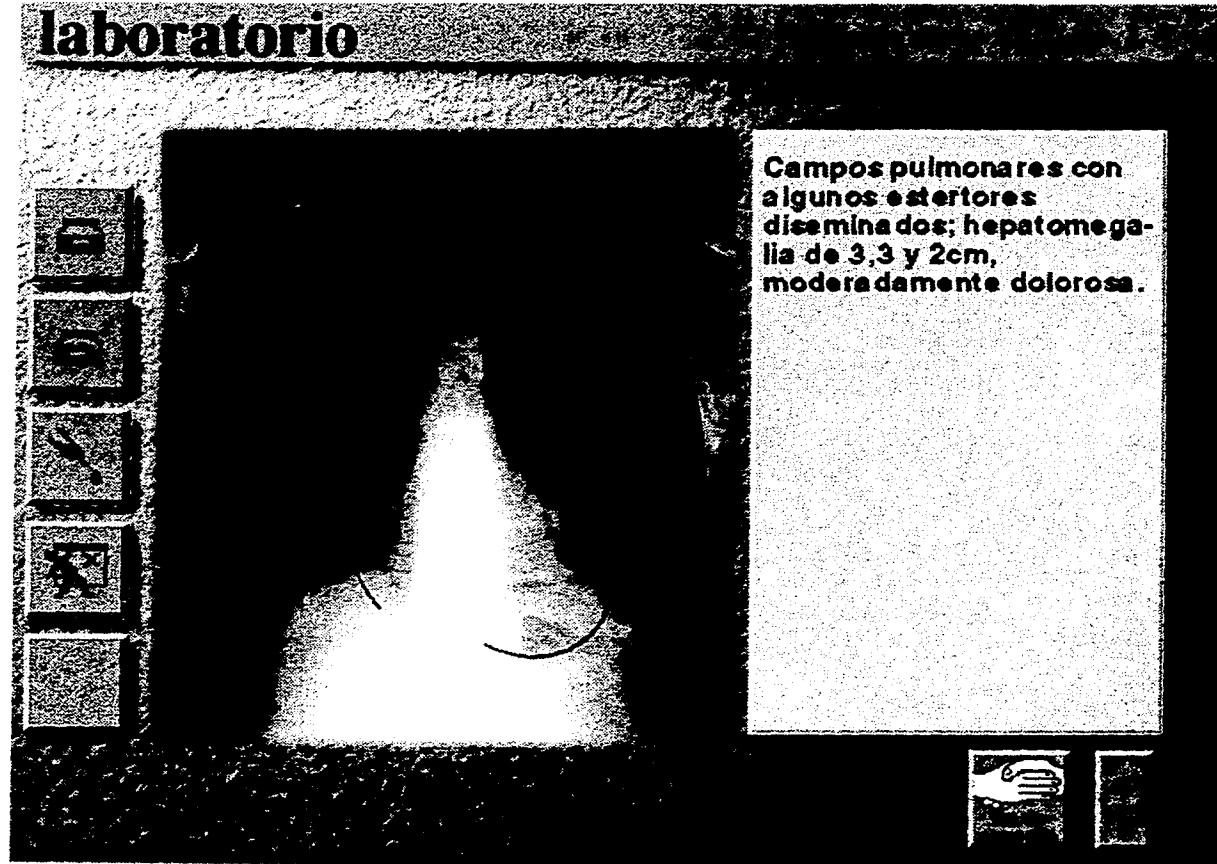 laboratorio
Campos pulmonares con
algunos estertores
diseminados; hepatomega-
lia de 3,3 y 2cm,
moderadamente dolorosa.